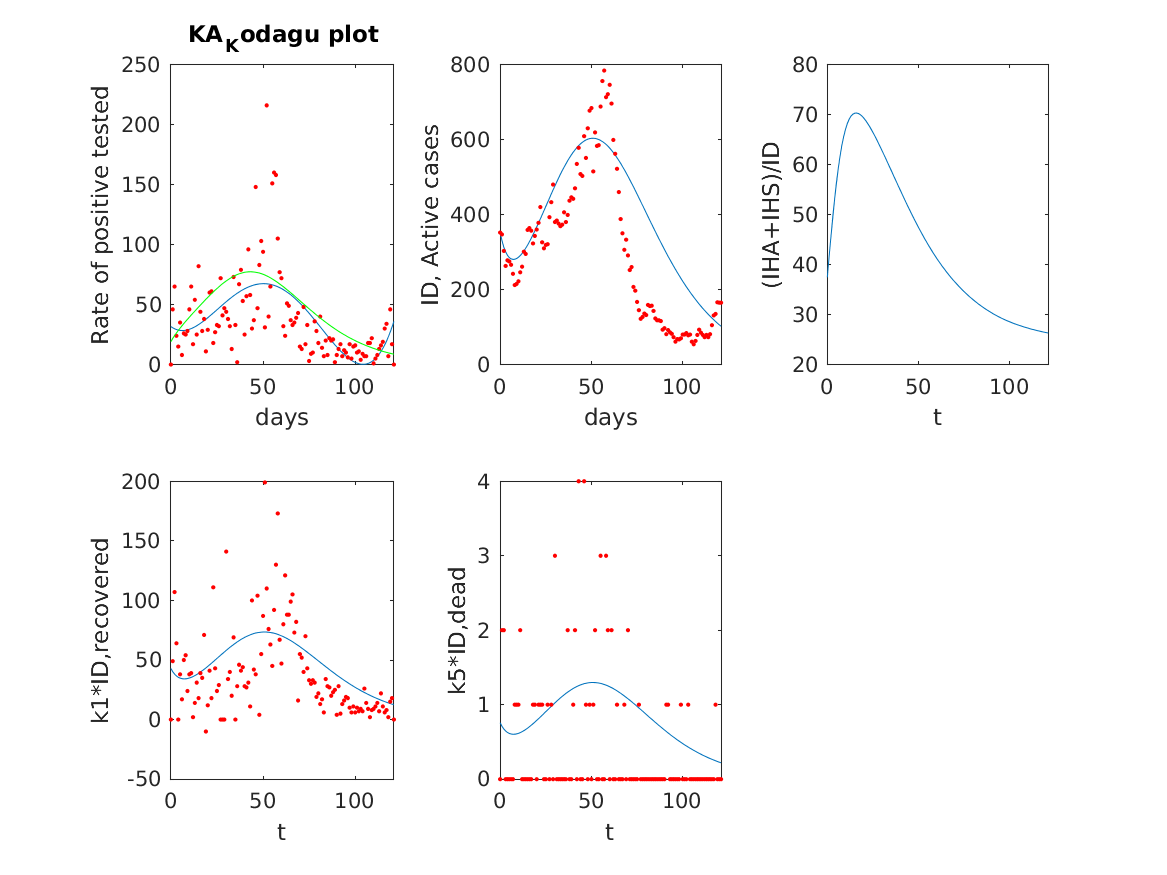 KA_Kodagu plot
250
200
150
100
50
0
0 50 100
days
Rate of positive tested
800
600
400
200
0
0 50 100
days
ID, Active cases
80
70
60
50
40
30
20
0 50 100
t
(IHA+IHS)/ID
200
150
100
50
0
-50
0 50 100
t
k1*ID,recovered
4
3
2
1
0
0 50 100
t
k5*ID,dead